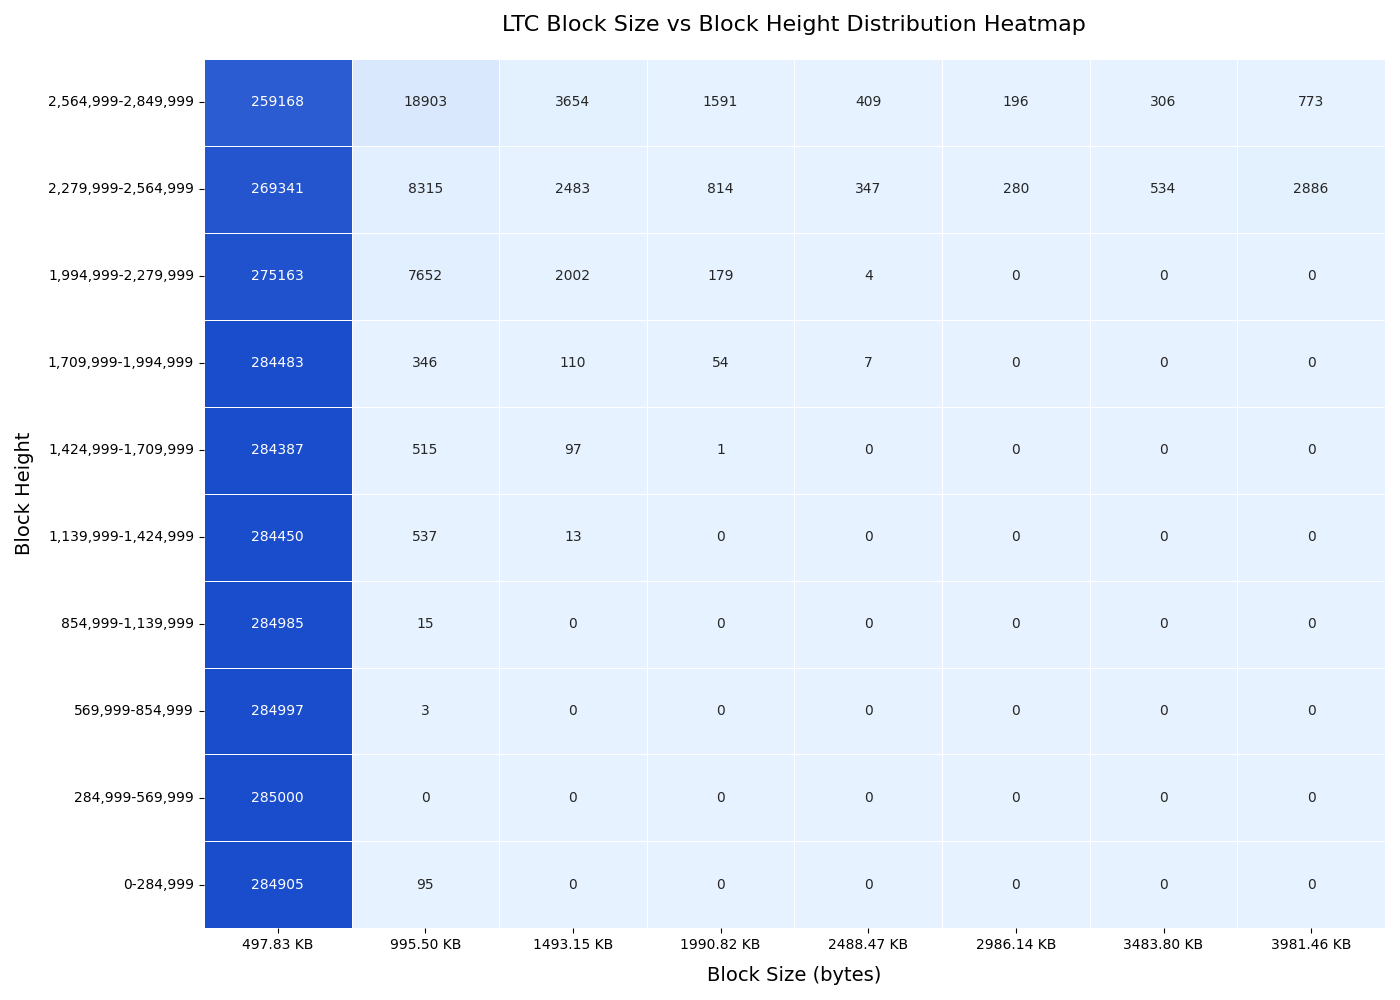 LTC Block Size vs Block Height Distribution Heatmap
2,564,999-2,849,999 259168 18903 3654 1591 409 196 306 773
2,279,999-2,564,999 269341 8315 2483 814 347 280 534 2886
1,994,999-2,279,999 275163 7652 2002 179 4 0 0 0
1,709,999-1,994,999 284483 346 110 54 7 0 0 0
1,424,999-1,709,999 284387 515 97 1 0 0 0 0
1,139,999-1,424,999 284450 537 13 0 0 0 0 0
854,999-1,139,999 284985 15 0 0 0 0 0 0
569,999-854,999 284997 3 0 0 0 0 0 0
284,999-569,999 285000 0 0 0 0 0 0 0
0-284,999 284905 95 0 0 0 0 0 0
497.83 KB 995.50 KB 1493.15 KB 1990.82 KB 2488.47 KB 2986.14 KB 3483.80 KB 3981.46 KB
Block Size (bytes)
Block Height